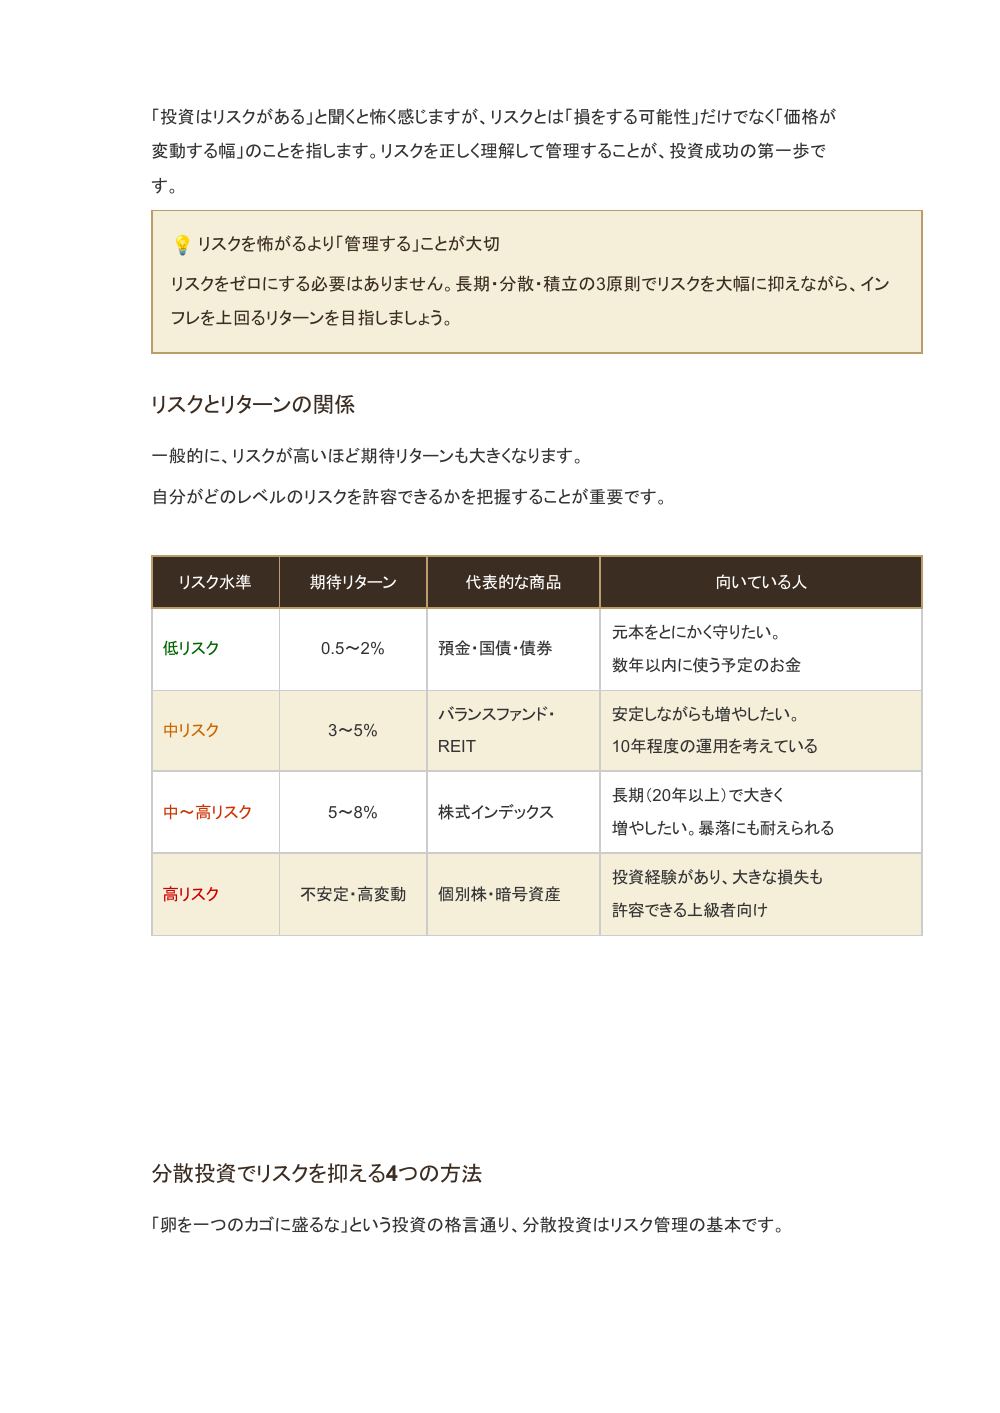 「投資はリスクがある」と聞くと怖く感じますが、リスクとは「損をする可能性」だけでなく「価格が
変動する幅」のことを指します。リスクを正しく理解して管理することが、投資成功の第一歩で
す。
💡 リスクを怖がるより「管理する」ことが大切
リスクをゼロにする必要はありません。長期・分散・積立の3原則でリスクを大幅に抑えながら、イン
フレを上回るリターンを目指しましょう。
リスクとリターンの関係
一般的に、リスクが高いほど期待リターンも大きくなります。
自分がどのレベルのリスクを許容できるかを把握することが重要です。
リスク水準 期待リターン 代表的な商品 向いている人
低リスク 0.5〜2% 預金・国債・債券 元本をとにかく守りたい。
数年以内に使う予定のお金
中リスク 3〜5% バランスファンド・
REIT 安定しながらも増やしたい。
10年程度の運用を考えている
中〜高リスク 5〜8% 株式インデックス 長期（20年以上）で大きく
増やしたい。暴落にも耐えられる
高リスク 不安定・高変動 個別株・暗号資産 投資経験があり、大きな損失も
許容できる上級者向け
分散投資でリスクを抑える4つの方法
「卵を一つのカゴに盛るな」という投資の格言通り、分散投資はリスク管理の基本です。